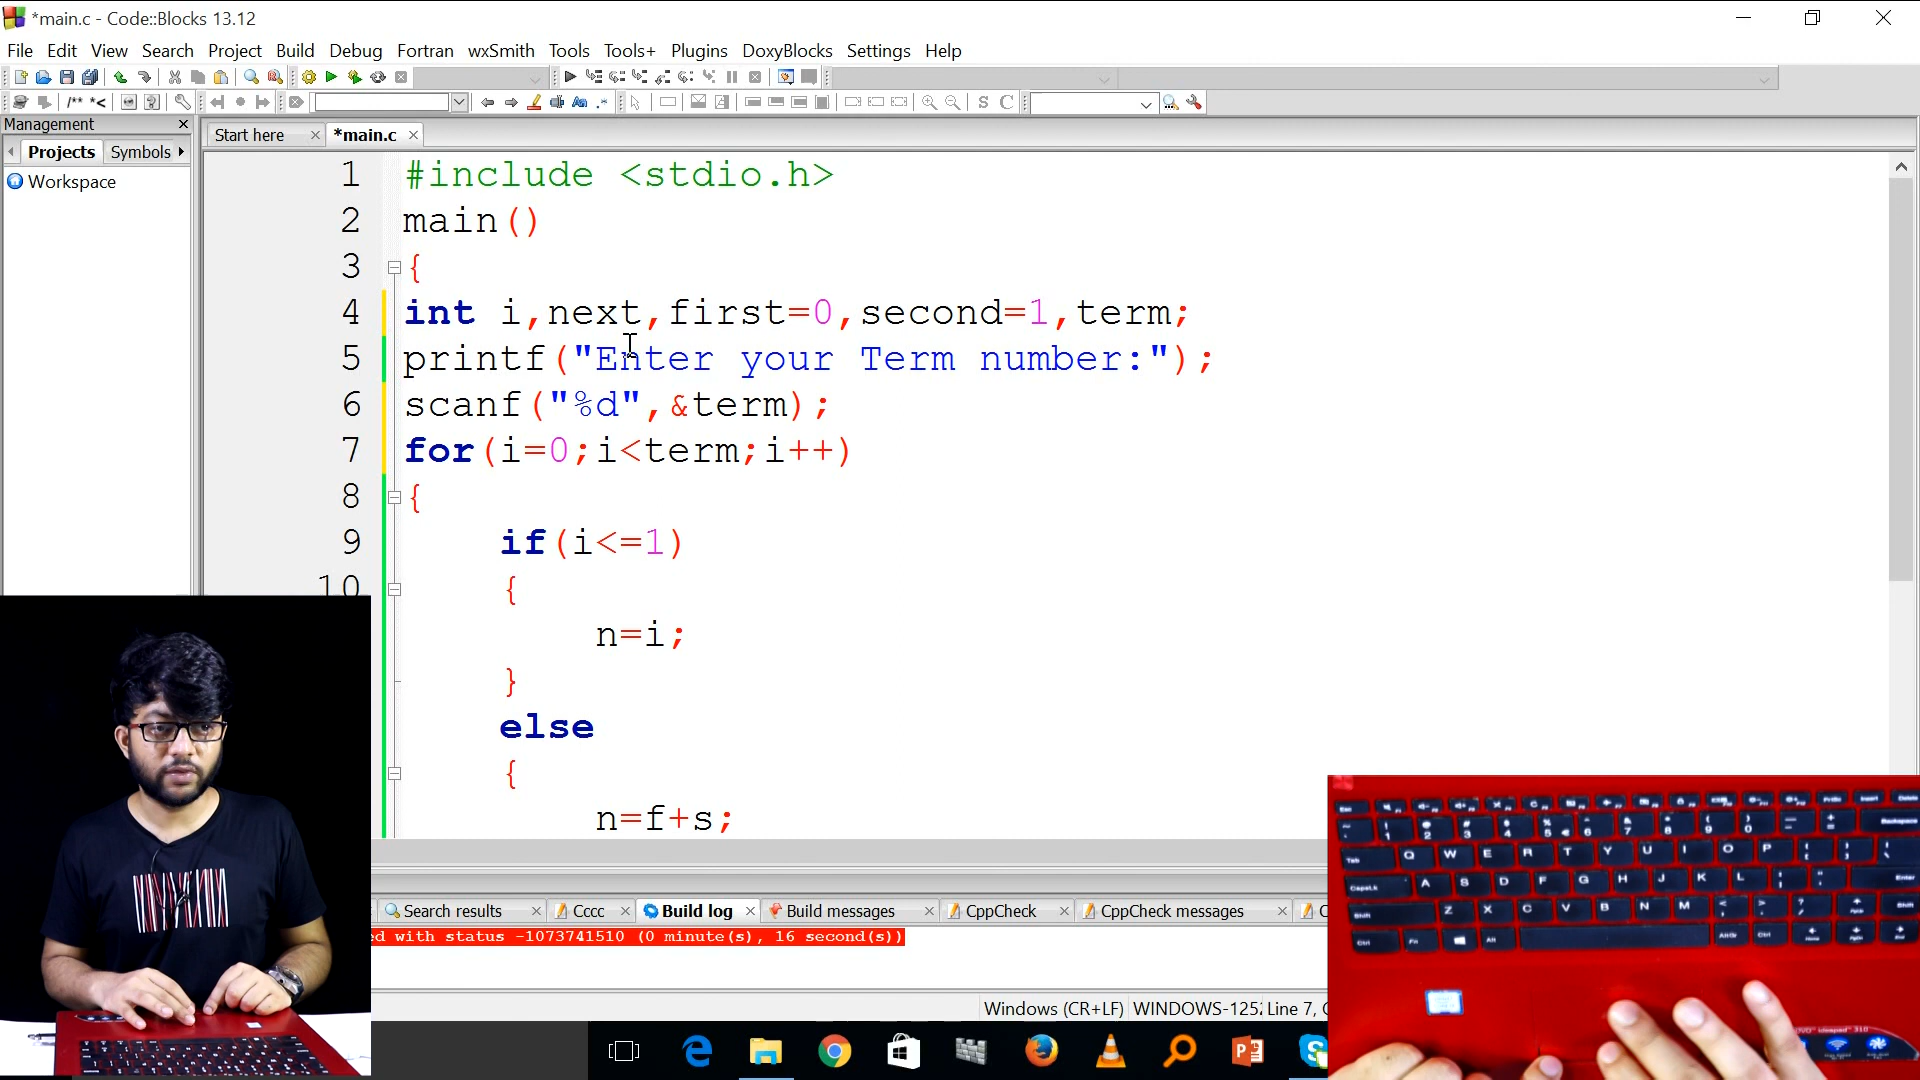 *main.c - Code::Blocks 13.12
File Edit View Search Project Build Debug Fortran wxSmith Tools Tools+ Plugins DoxyBlocks Settings Help
Management
Start here *main.c
Projects Symbols
Workspace
1 #include <stdio.h>
2 main()
3 {
4 int i,next,first=0,second=1,term;
5 printf("Enter your Term number:");
6 scanf("%d",&term);
7 for(i=0;i<term;i++)
8 {
9 if(i<=1)
10 {
n=i;
}
else
{
n=f+s;
Search results Cccc Build log Build messages CppCheck CppCheck messages
d with status -1073741510 (0 minute(s), 16 second(s))
Windows (CR+LF) WINDOWS-125 Line 7,
Q W E R T Y U I O P
A S D F G H J K L
Z X C V B N M